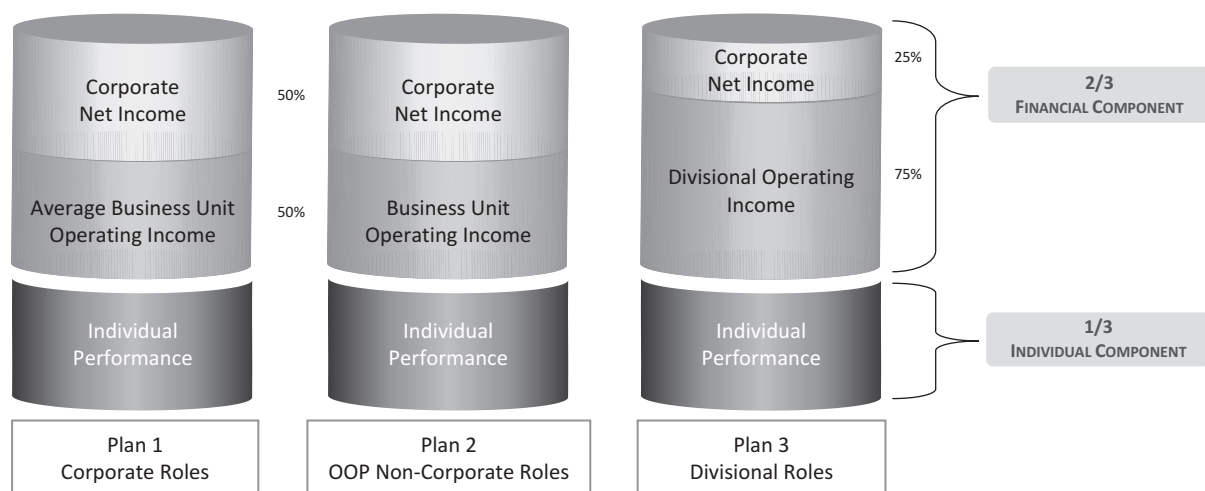 Corporate
Net Income
Average Business Unit
Operating Income
Individual
Performance
Plan 1
Corporate Roles
50%
50%
Corporate
Net Income
Business Unit
Operating Income
Individual
Performance
Plan 2
OOP Non-Corporate Roles
Corporate
Net Income
Divisional Operating
Income
Individual
Performance
Plan 3
Divisional Roles
25%
75%
2/3
FINANCIAL COMPONENT
1/3
INDIVIDUAL COMPONENT